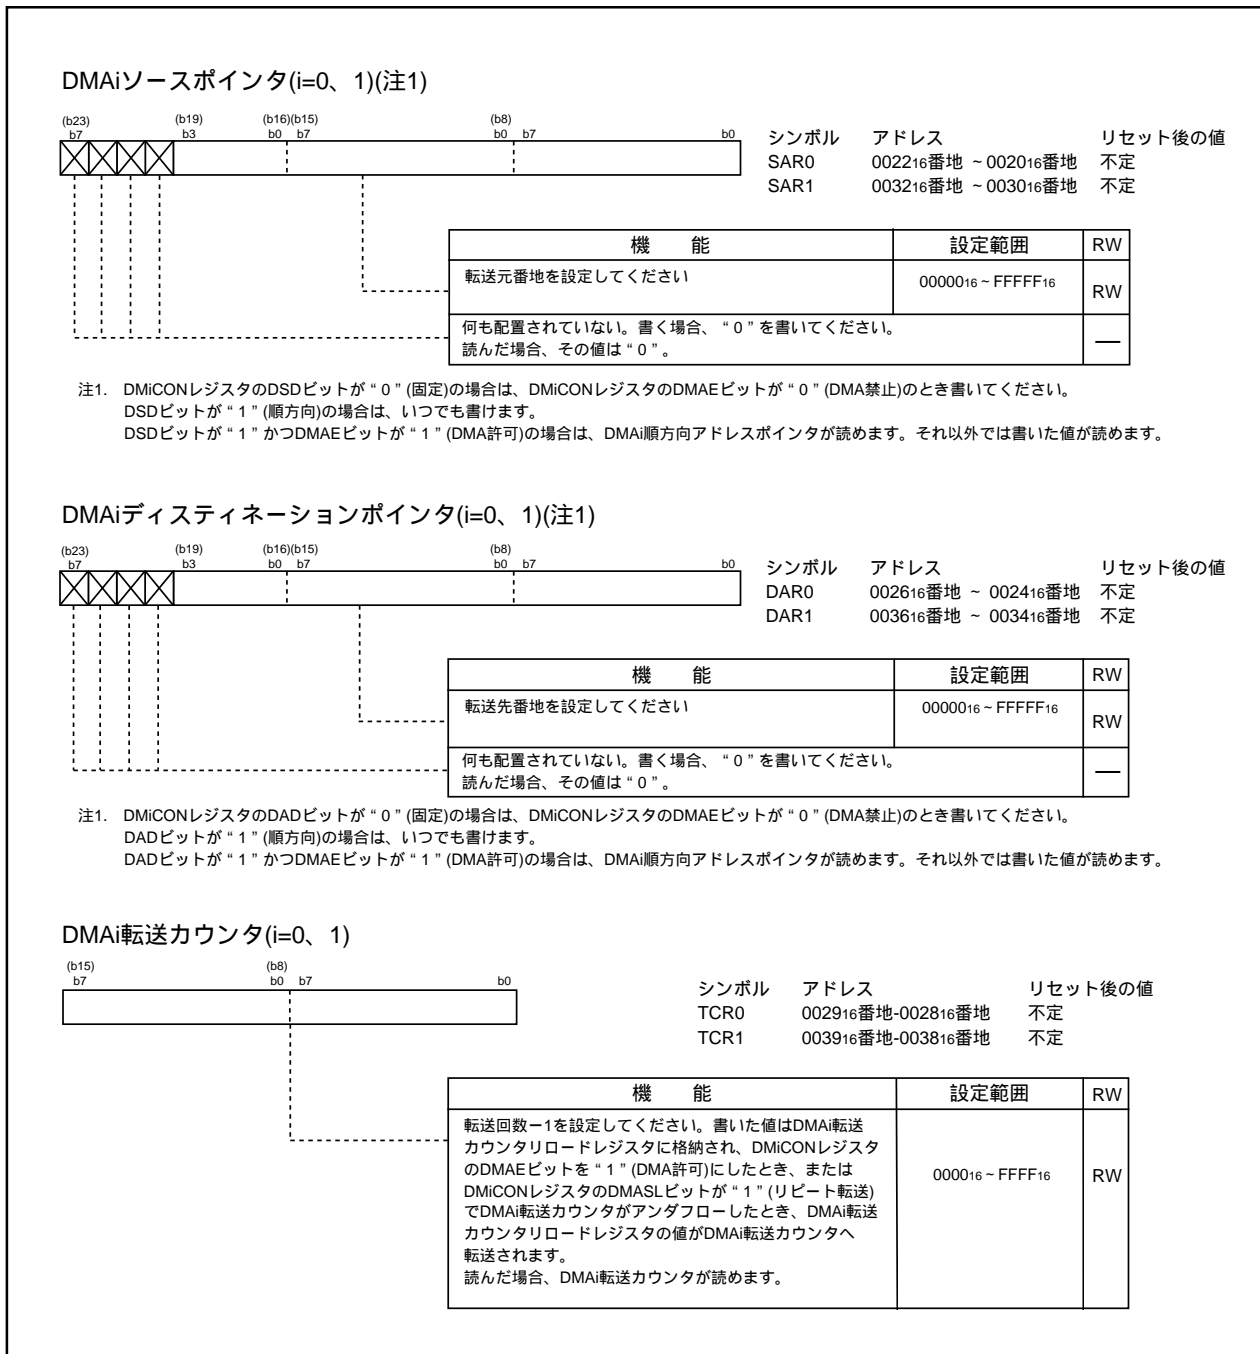 DMAiソースポインタ(i=0、1)(注1)
(b23) (b19) (b16)(b15) (b8)
b7 b3 b0 b7 b0 b7 b0
シンボル アドレス リセット後の値
SAR0 002216番地 ~ 002016番地 不定
SAR1 003216番地 ~ 003016番地 不定
機 能 設定範囲 RW
転送元番地を設定してください 0000016 ~ FFFFF16 RW
何も配置されていない。書く場合、“0”を書いてください。
読んだ場合、その値は“0”。 —
注1. DMiCONレジスタのDSDビットが“0”(固定)の場合は、DMiCONレジスタのDMAEビットが“0”(DMA禁止)のとき書いてください。
DSDビットが“1”(順方向)の場合は、いつでも書けます。
DSDビットが“1”かつDMAEビットが“1”(DMA許可)の場合は、DMAi順方向アドレスポインタが読めます。それ以外では書いた値が読めます。
DMAiディスティネーションポインタ(i=0、1)(注1)
(b23) (b19) (b16)(b15) (b8)
b7 b3 b0 b7 b0 b7 b0
シンボル アドレス リセット後の値
DAR0 002616番地 ~ 002416番地 不定
DAR1 003616番地 ~ 003416番地 不定
機 能 設定範囲 RW
転送先番地を設定してください 0000016 ~ FFFFF16 RW
何も配置されていない。書く場合、“0”を書いてください。
読んだ場合、その値は“0”。 —
注1. DMiCONレジスタのDADビットが“0”(固定)の場合は、DMiCONレジスタのDMAEビットが“0”(DMA禁止)のとき書いてください。
DADビットが“1”(順方向)の場合は、いつでも書けます。
DADビットが“1”かつDMAEビットが“1”(DMA許可)の場合は、DMAi順方向アドレスポインタが読めます。それ以外では書いた値が読めます。
DMAi転送カウンタ(i=0、1)
(b15) (b8)
b7 b0 b7 b0
シンボル アドレス リセット後の値
TCR0 002916番地-002816番地 不定
TCR1 003916番地-003816番地 不定
機 能 設定範囲 RW
転送回数ー1を設定してください。書いた値はDMAi転送
カウンタリロードレジスタに格納され、DMiCONレジスタ
のDMAEビットを“1”(DMA許可)にしたとき、または
DMiCONレジスタのDMASLビットが“1”(リピート転送)
でDMAi転送カウンタがアンダフローしたとき、DMAi転送
カウンタリロードレジスタの値がDMAi転送カウンタへ
転送されます。
読んだ場合、DMAi転送カウンタが読めます。
000016 ~ FFFF16 RW